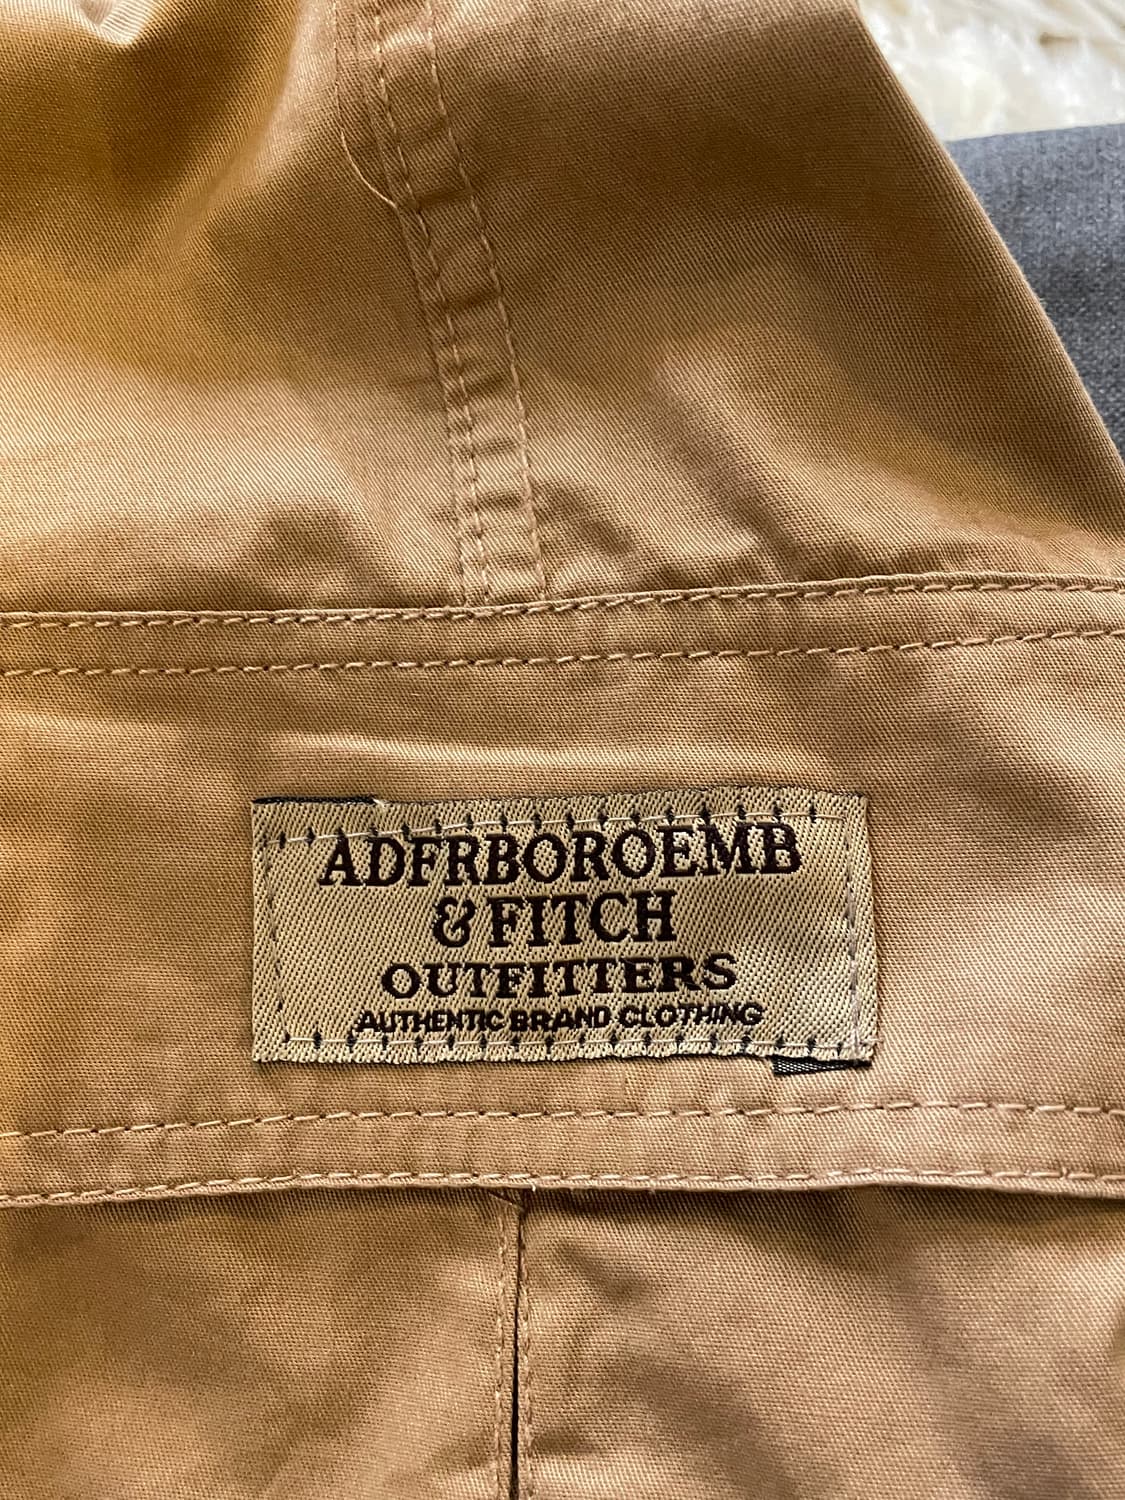 ADFRBOROEMB
& FITCH
OUTFITTERS
AUTHENTIC BRAND CLOTHING